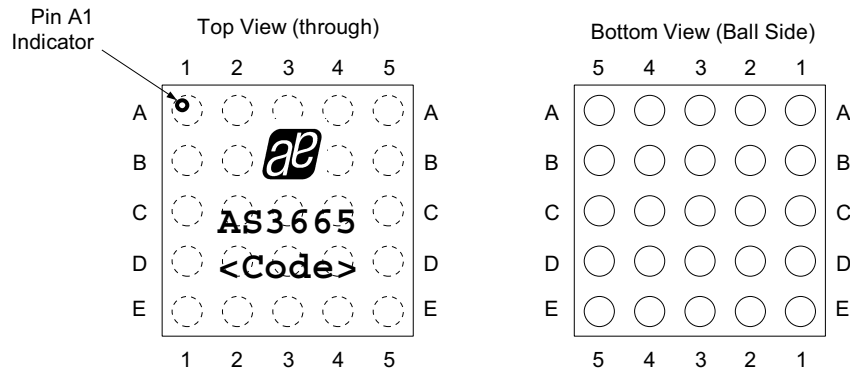 Pin A1
Indicator
Top View (through)
1 2 3 4 5
A A
B B
ae
C AS3665 C
D <Code> D
E E
1 2 3 4 5
Bottom View (Ball Side)
5 4 3 2 1
A A
B B
C C
D D
E E
5 4 3 2 1